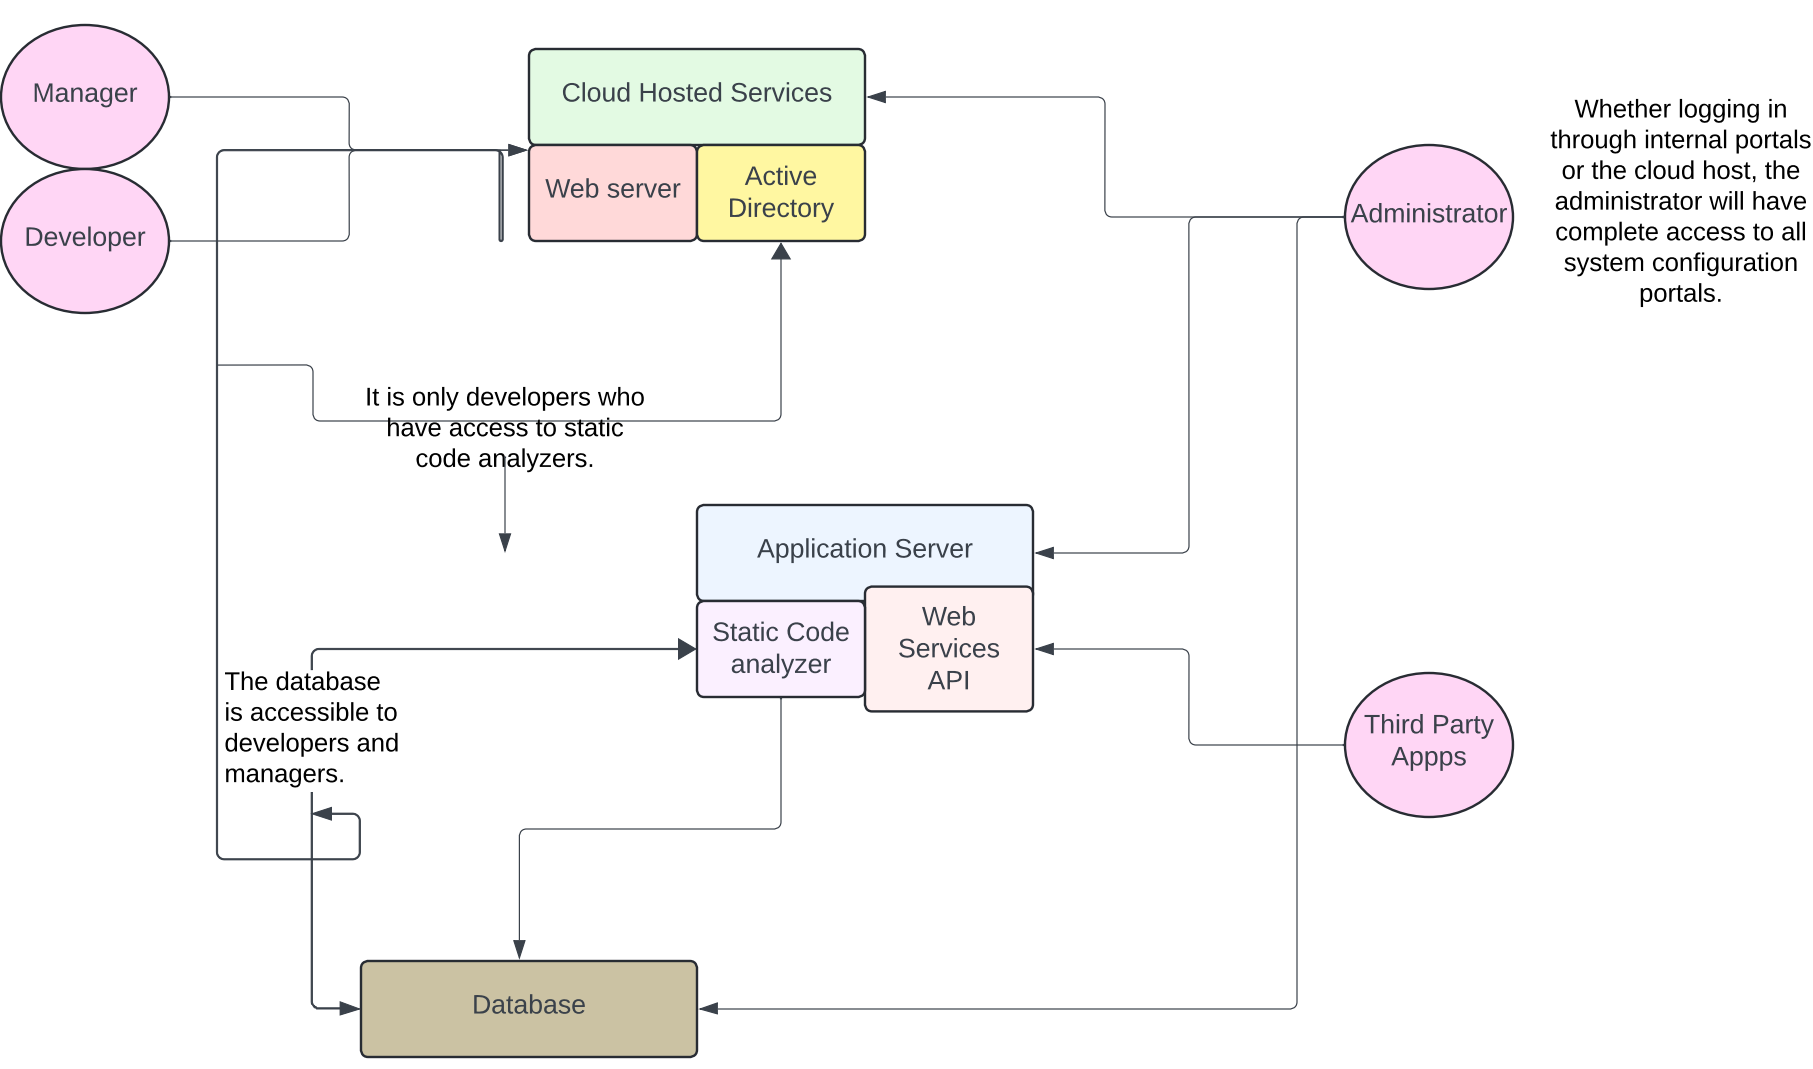 Manager
Developer
Cloud Hosted Services
Web server
Active
Directory
Administrator
Whether logging in
through internal portals
or the cloud host, the
administrator will have
complete access to all
system configuration
portals.
It is only developers who
have access to static
code analyzers.
Application Server
Static Code
analyzer
Web
Services
API
The database
is accessible to
developers and
managers.
Third Party
Appps
Database